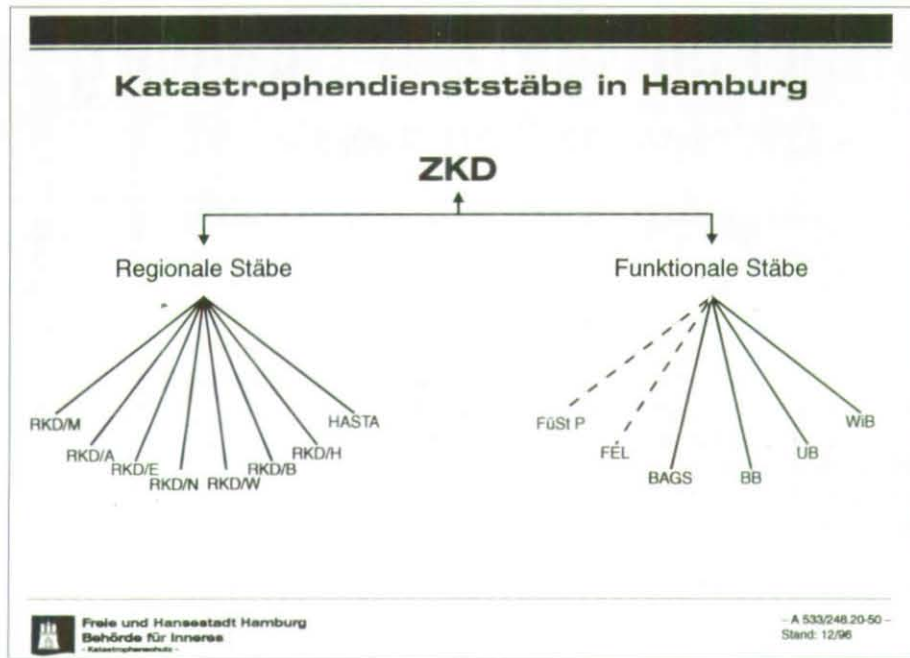 Katastrophendienststäbe in Hamburg
ZKD
Regionale Stäbe
Funktionale Stäbe
RKD/M
RKD/A
RKD/E
RKD/N
RKD/W
RKD/B
RKD/H
HASTA
FüSt P
FEL
BAGS
BB
UB
WiB
Freie und Hansestadt Hamburg
Behörde für Inneres
- Katastrophenschutz -
- A 533/248.20-50 -
Stand: 12/96